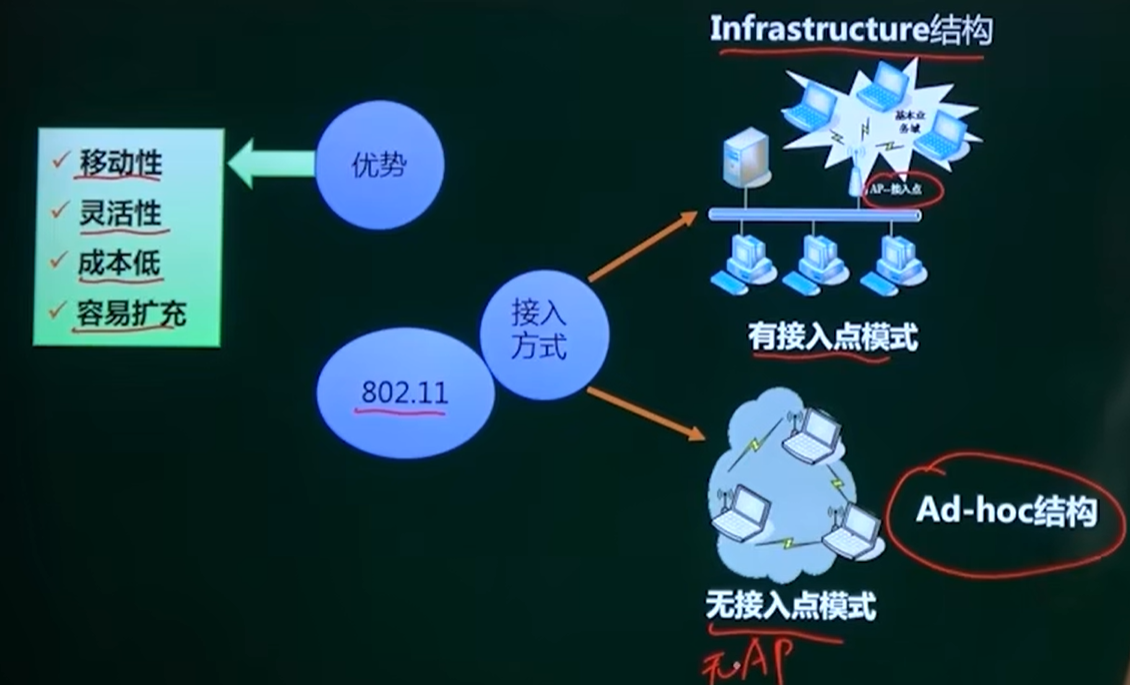 Infrastructure结构
基本业
务域
AP--接入点
有接入点模式
优势
移动性
灵活性
成本低
容易扩充
接入
方式
802.11
Ad-hoc结构
无接入点模式
无AP